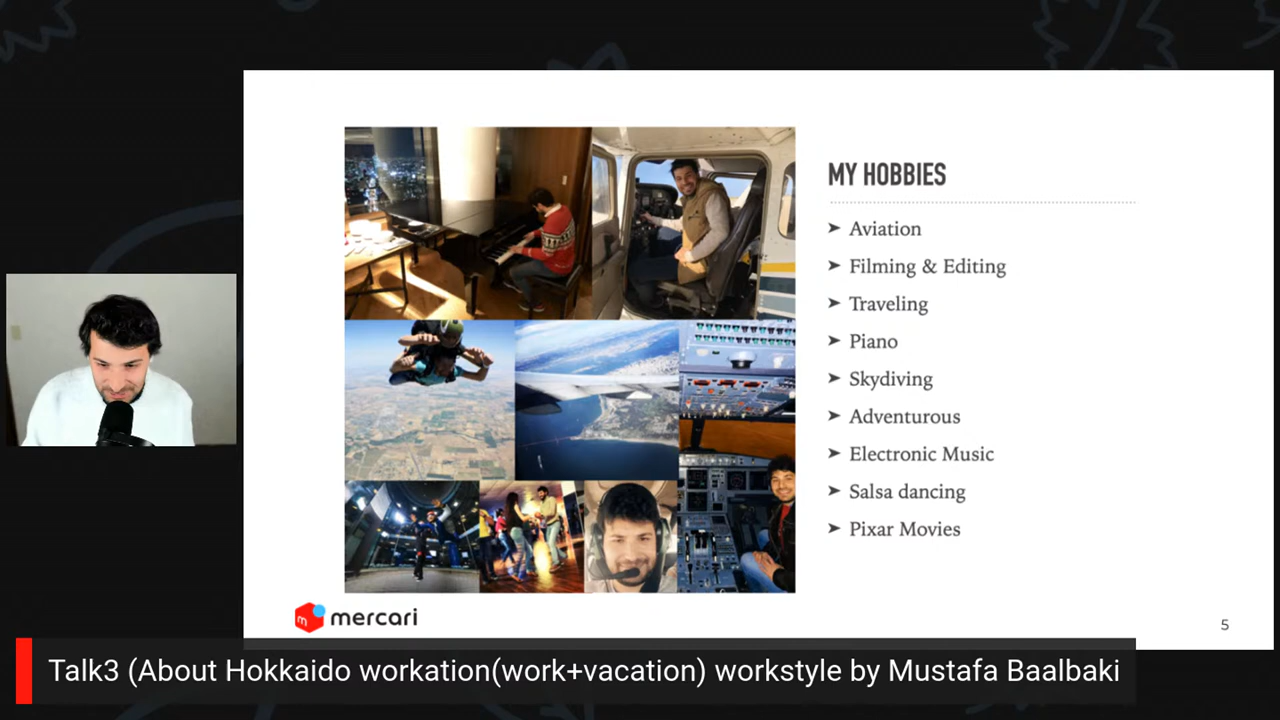 MY HOBBIES
➤ Aviation
➤ Filming & Editing
➤ Traveling
➤ Piano
➤ Skydiving
➤ Adventurous
➤ Electronic Music
➤ Salsa dancing
➤ Pixar Movies
m mercari
5
Talk3 (About Hokkaido workation(work+vacation) workstyle by Mustafa Baalbaki